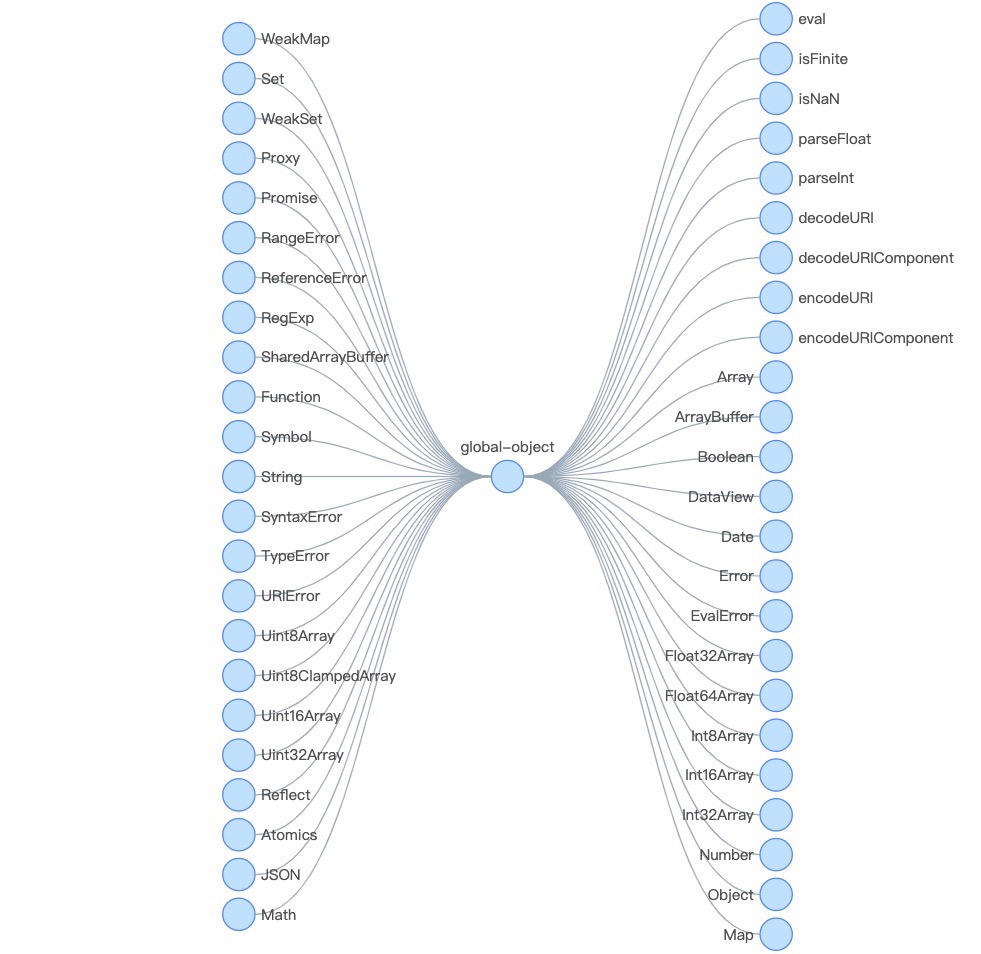 WeakMap
Set
WeakSet
Proxy
Promise
RangeError
ReferenceError
RegExp
SharedArrayBuffer
Function
Symbol
String
SyntaxError
TypeError
URIError
Uint8Array
Uint8ClampedArray
Uint16Array
Uint32Array
Reflect
Atomics
JSON
Math
global-object
eval
isFinite
isNaN
parseFloat
parseInt
decodeURI
decodeURIComponent
encodeURI
encodeURIComponent
Array
ArrayBuffer
Boolean
DataView
Date
Error
EvalError
Float32Array
Float64Array
Int8Array
Int16Array
Int32Array
Number
Object
Map